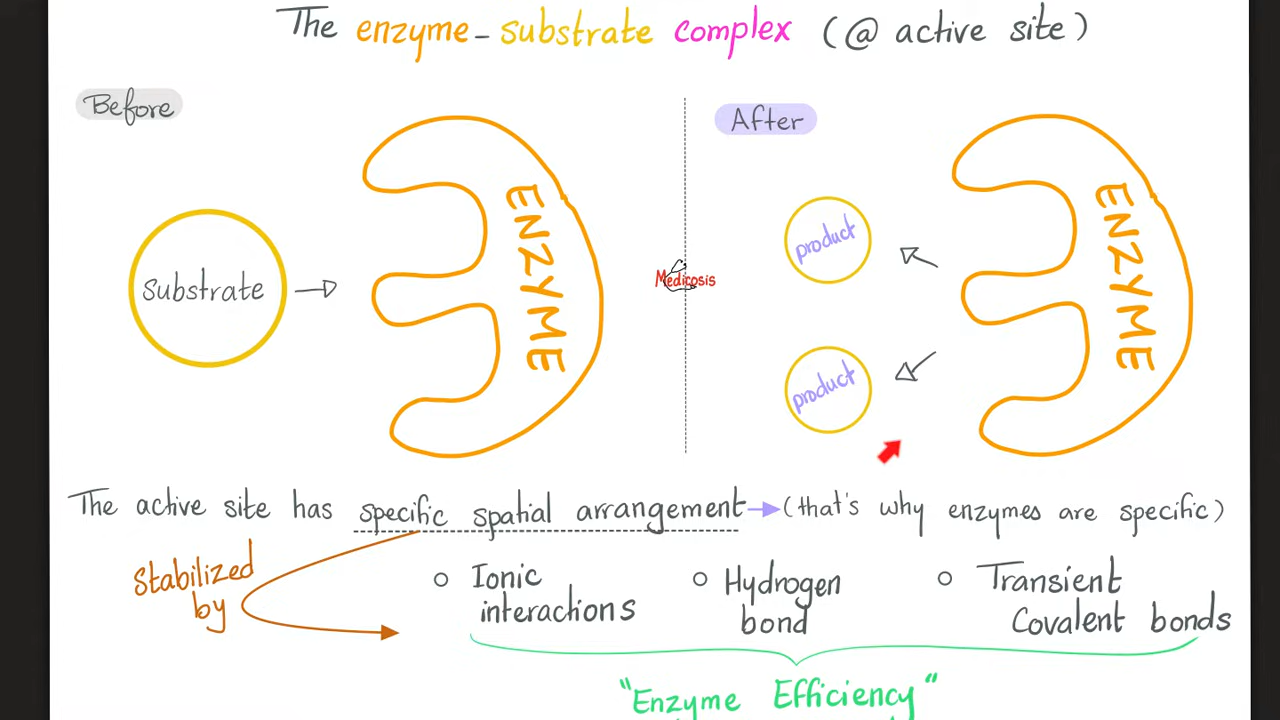 The enzyme-substrate complex (@ active site)
Before
After
substrate
ENZYME
Medicosis
product
product
ENZYME
The active site has specific spatial arrangement (that's why enzymes are specific)
Stabilized
by
Ionic
interactions
Hydrogen
bond
Transient
Covalent bonds
"Enzyme Efficiency"